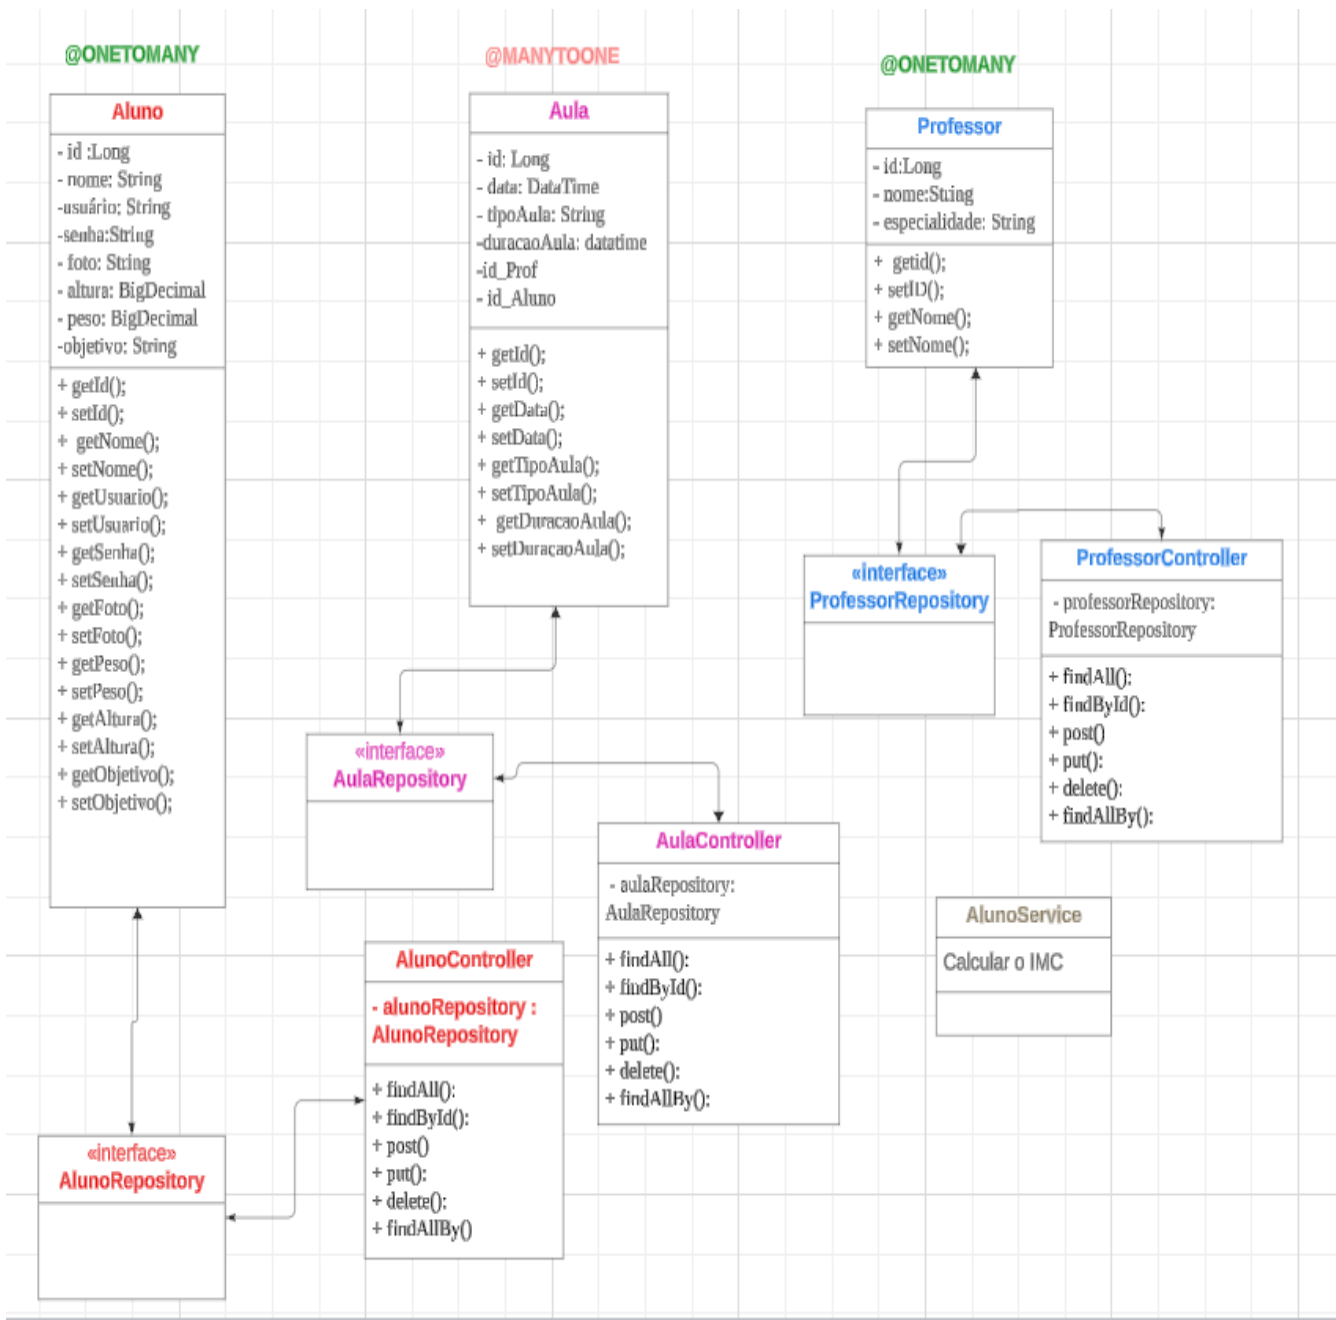 @ONETOMANY
Aluno
- id :Long
- nome: String
-usuário: String
-senha:String
- foto: String
- altura: BigDecimal
- peso: BigDecimal
-objetivo: String
+ getId();
+ setId();
+ getNome();
+ setNome();
+ getUsuario();
+ setUsuario();
+ getSenha();
+ setSenha();
+ getFoto();
+ setFoto();
+ getPeso();
+ setPeso();
+ getAltura();
+ setAltura();
+ getObjetivo();
+ setObjetivo();
@MANYTOONE
Aula
- id: Long
- data: DataTime
- tipoAula: String
-duracaoAula: datatime
-id_Prof
- id_Aluno
+ getId();
+ setId();
+ getData();
+ setData();
+ getTipoAula();
+ setTipoAula();
+ getDuracaoAula();
+ setDuracaoAula();
@ONETOMANY
Professor
- id:Long
- nome:String
- especialidade: String
+ getid();
+ setID();
+ getNome();
+ setNome();
«interface»
ProfessorRepository
ProfessorController
- professorRepository:
ProfessorRepository
+ findAll():
+ findById():
+ post()
+ put():
+ delete():
+ findAllBy():
«interface»
AulaRepository
AulaController
- aulaRepository:
AulaRepository
+ findAll():
+ findById():
+ post()
+ put():
+ delete():
+ findAllBy():
AlunoService
Calcular o IMC
AlunoController
- alunoRepository :
AlunoRepository
+ findAll():
+ findById():
+ post()
+ put():
+ delete():
+ findAllBy()
«interface»
AlunoRepository